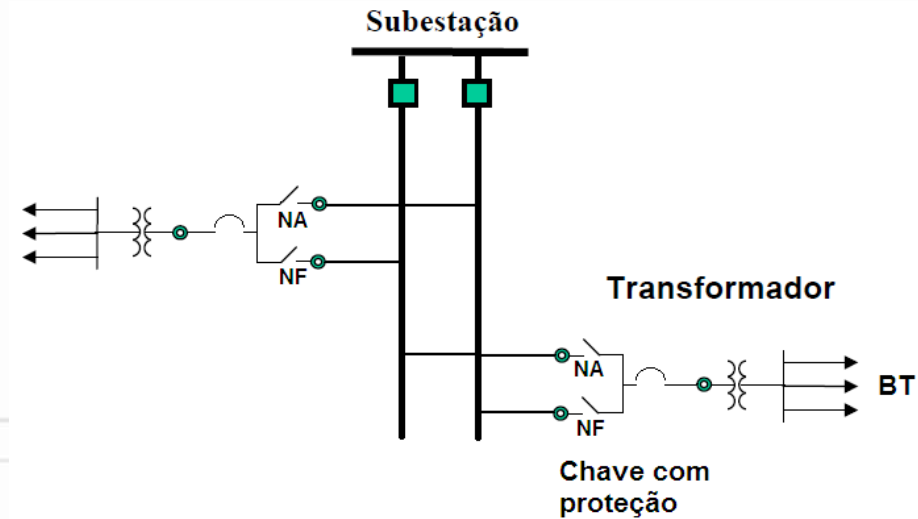 Subestação
NA
NF
Transformador
NA
BT
NF
Chave com
proteção